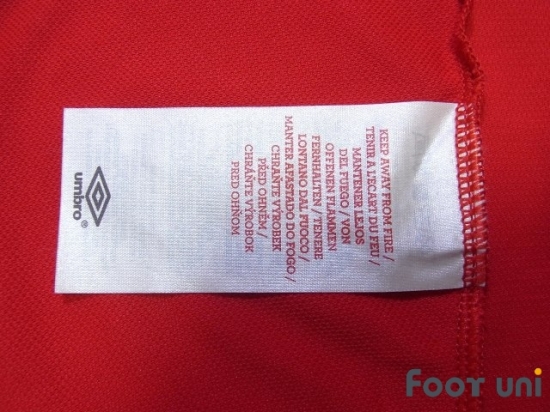 KEEP AWAY FROM FIRE /
TENIR A L'ECART DU FEU /
MANTENER LEJOS
DEL FUEGO / VON
OFFENEN FLAMMEN
FERNHALTEN / TENERE
LONTANO DAL FUOCO /
MANTER AFASTADO DO FOGO /
CHRAŇTE VÝROBEK
PŘED OHNĚM /
CHRÁŇTE VÝROBOK
PRED OHŇOM
umbro®
Foot uni